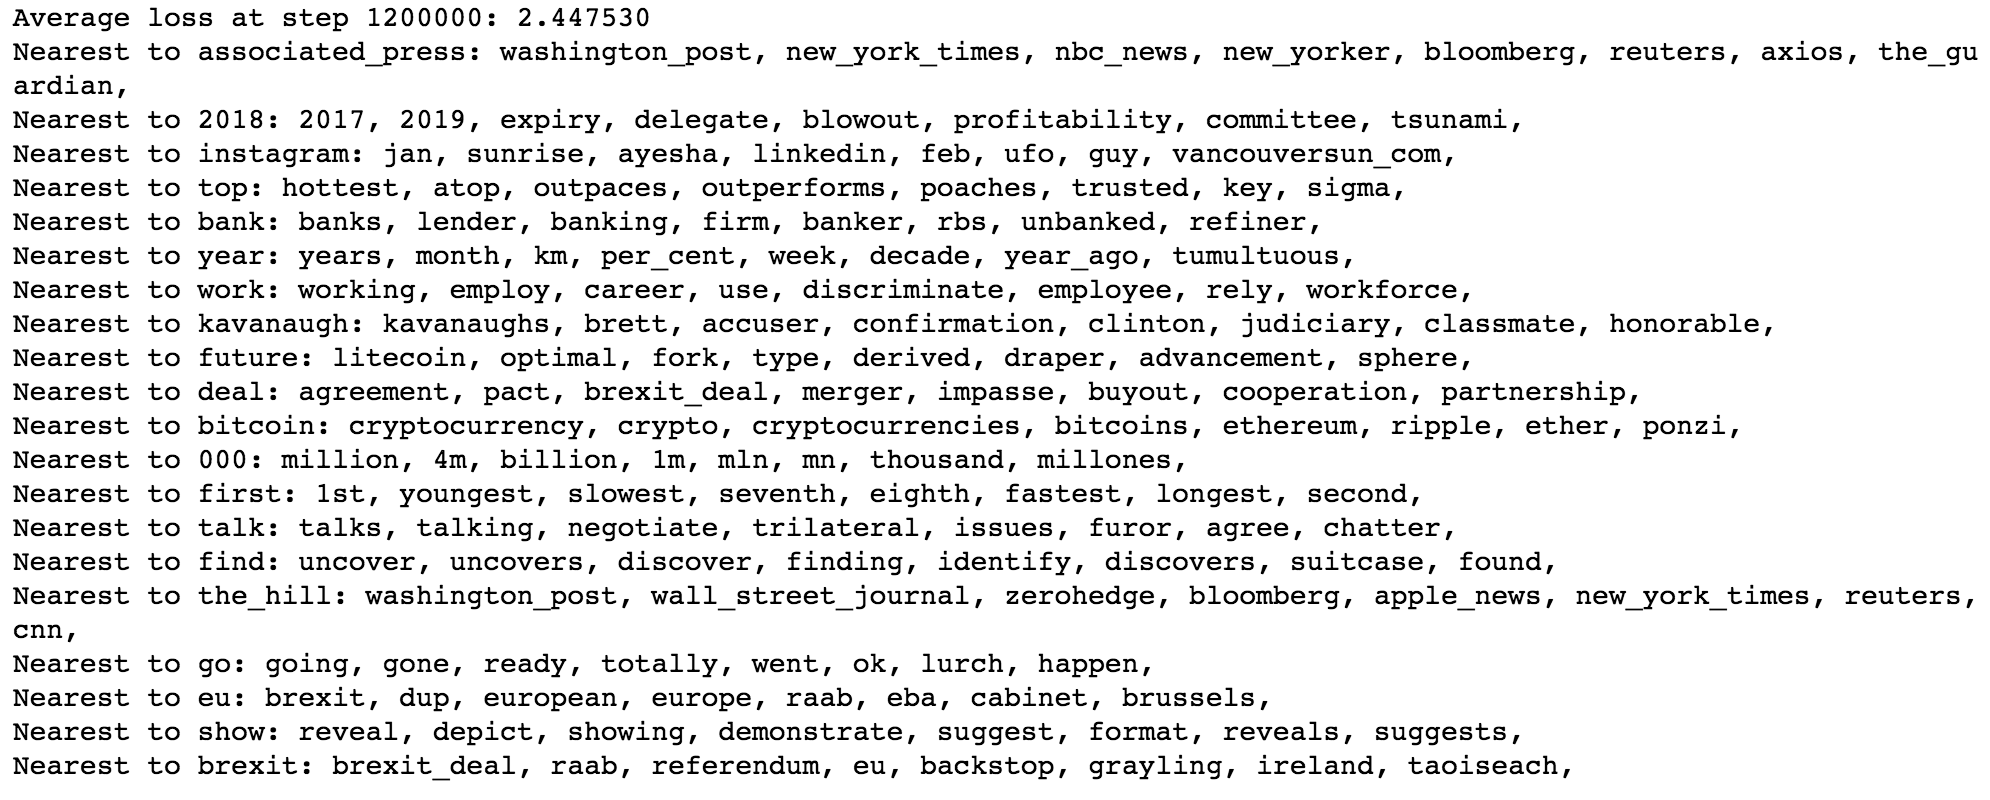 Average loss at step 1200000: 2.447530
Nearest to associated_press: washington_post, new_york_times, nbc_news, new_yorker, bloomberg, reuters, axios, the_gu
ardian,
Nearest to 2018: 2017, 2019, expiry, delegate, blowout, profitability, committee, tsunami,
Nearest to instagram: jan, sunrise, ayesha, linkedin, feb, ufo, guy, vancouversun_com,
Nearest to top: hottest, atop, outpaces, outperforms, poaches, trusted, key, sigma,
Nearest to bank: banks, lender, banking, firm, banker, rbs, unbanked, refiner,
Nearest to year: years, month, km, per_cent, week, decade, year_ago, tumultuous,
Nearest to work: working, employ, career, use, discriminate, employee, rely, workforce,
Nearest to kavanaugh: kavanaughs, brett, accuser, confirmation, clinton, judiciary, classmate, honorable,
Nearest to future: litecoin, optimal, fork, type, derived, draper, advancement, sphere,
Nearest to deal: agreement, pact, brexit_deal, merger, impasse, buyout, cooperation, partnership,
Nearest to bitcoin: cryptocurrency, crypto, cryptocurrencies, bitcoins, ethereum, ripple, ether, ponzi,
Nearest to 000: million, 4m, billion, 1m, mln, mn, thousand, millones,
Nearest to first: 1st, youngest, slowest, seventh, eighth, fastest, longest, second,
Nearest to talk: talks, talking, negotiate, trilateral, issues, furor, agree, chatter,
Nearest to find: uncover, uncovers, discover, finding, identify, discovers, suitcase, found,
Nearest to the_hill: washington_post, wall_street_journal, zerohedge, bloomberg, apple_news, new_york_times, reuters,
cnn,
Nearest to go: going, gone, ready, totally, went, ok, lurch, happen,
Nearest to eu: brexit, dup, european, europe, raab, eba, cabinet, brussels,
Nearest to show: reveal, depict, showing, demonstrate, suggest, format, reveals, suggests,
Nearest to brexit: brexit_deal, raab, referendum, eu, backstop, grayling, ireland, taoiseach,